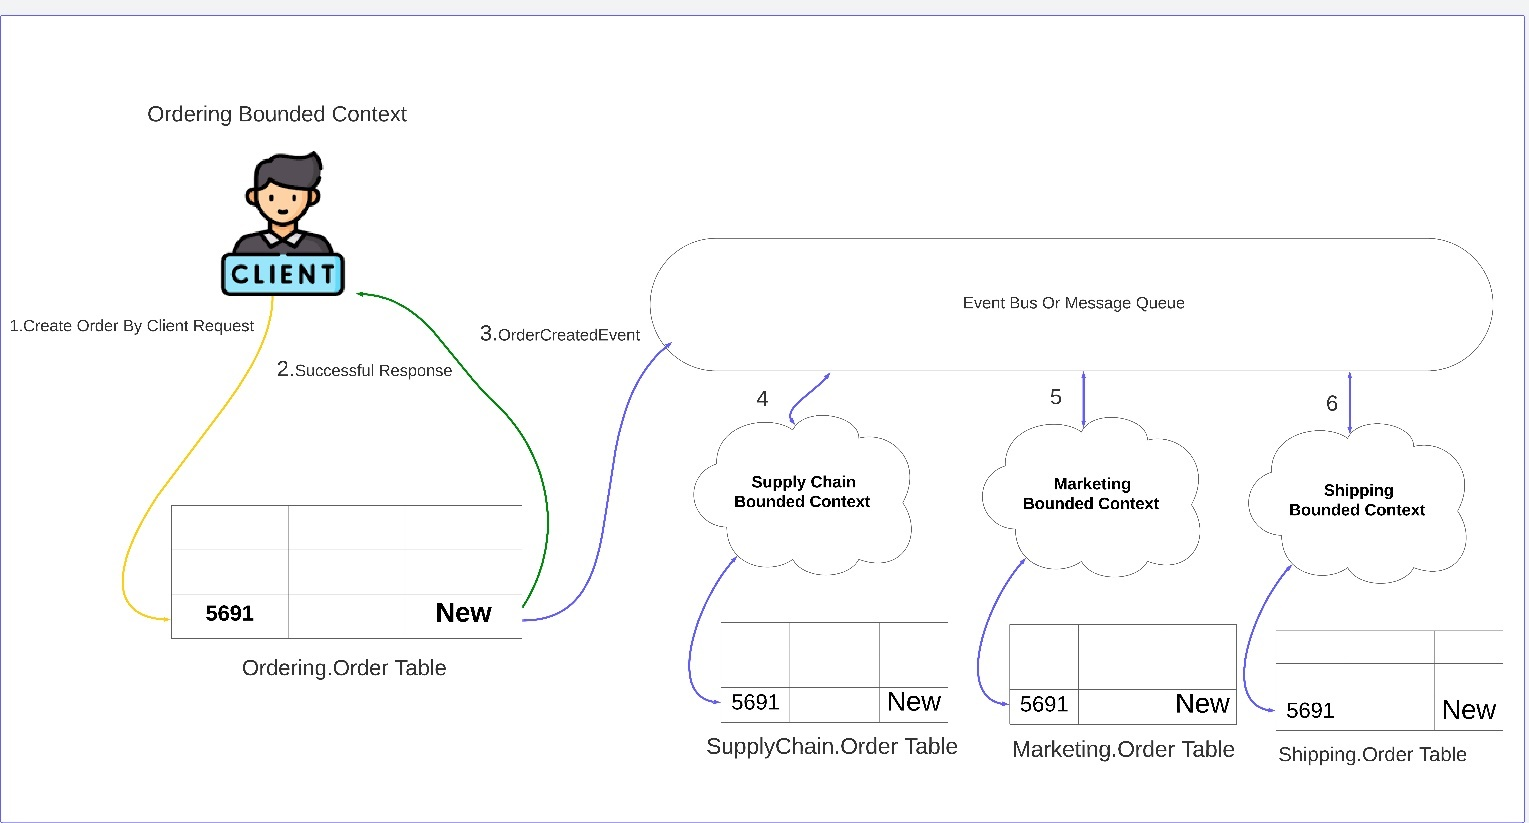 Ordering Bounded Context
CLIENT
1.Create Order By Client Request
2.Successful Response
3.OrderCreatedEvent
Event Bus Or Message Queue
4
5
6
Supply Chain
Bounded Context
Marketing
Bounded Context
Shipping
Bounded Context
5691 New
Ordering.Order Table
5691 New
SupplyChain.Order Table
5691 New
Marketing.Order Table
5691 New
Shipping.Order Table